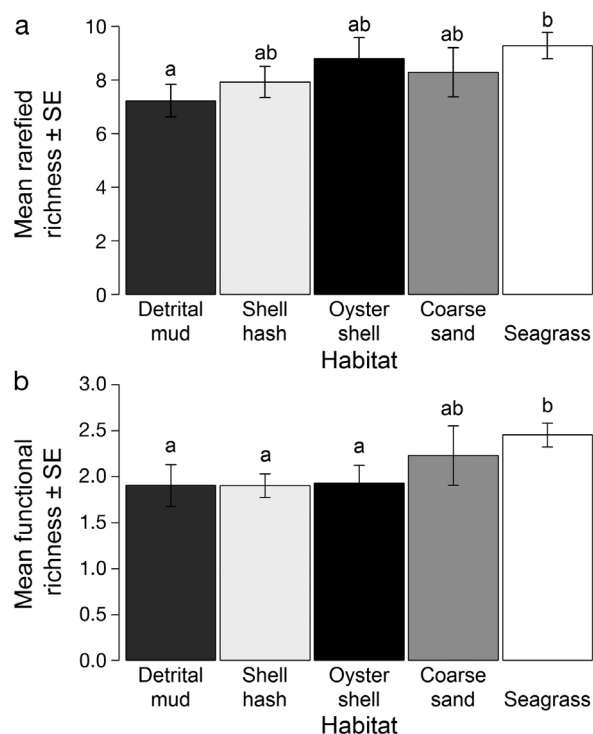 a
Mean rarefied
richness ± SE
10
8
6
4
2
0
a
ab
ab
ab
b
Detrital
mud
Shell
hash
Oyster
shell
Coarse
sand
Seagrass
Habitat
b
Mean functional
richness ± SE
3.0
2.5
2.0
1.5
1.0
0.5
0.0
a
a
a
ab
b
Detrital
mud
Shell
hash
Oyster
shell
Coarse
sand
Seagrass
Habitat